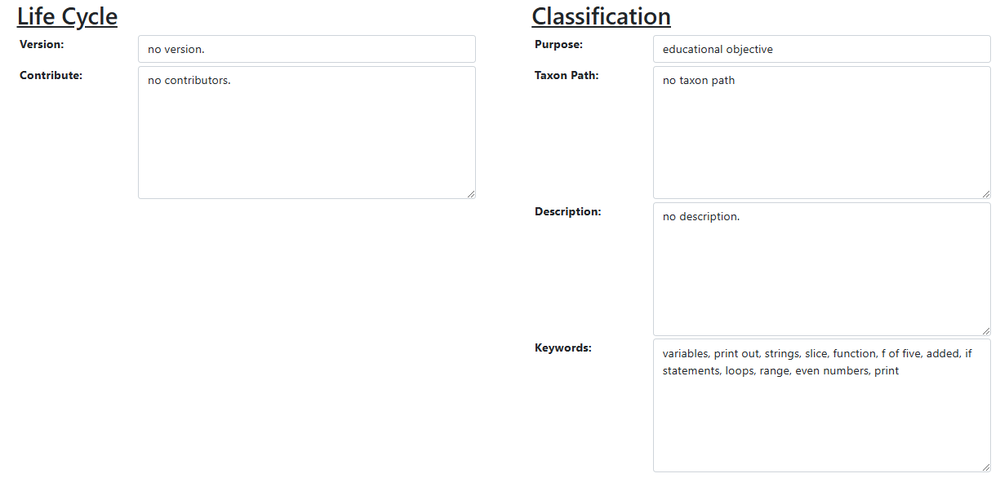 Life Cycle
Version:
no version.
Contribute:
no contributors.
Classification
Purpose:
educational objective
Taxon Path:
no taxon path
Description:
no description.
Keywords:
variables, print out, strings, slice, function, f of five, added, if
statements, loops, range, even numbers, print